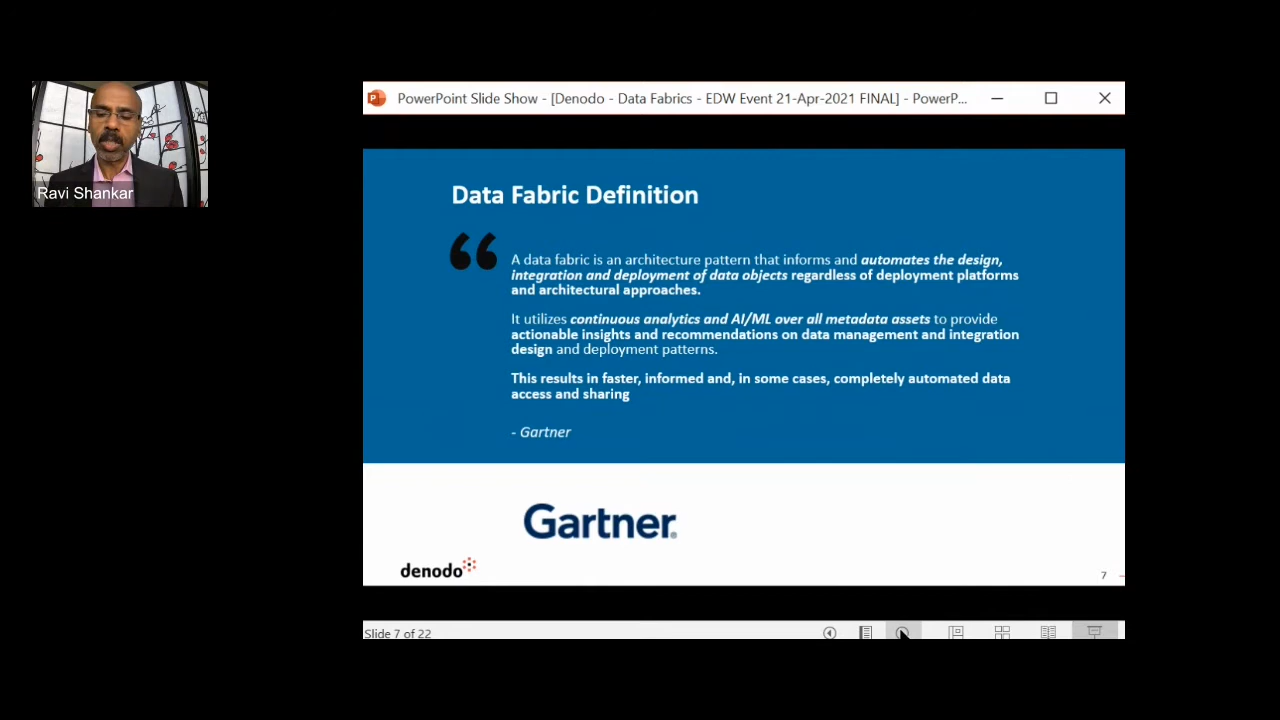 PowerPoint Slide Show - [Denodo - Data Fabrics - EDW Event 21-Apr-2021 FINAL] - PowerP...
Ravi Shankar
Data Fabric Definition
“
A data fabric is an architecture pattern that informs and automates the design,
integration and deployment of data objects regardless of deployment platforms
and architectural approaches.
It utilizes continuous analytics and AI/ML over all metadata assets to provide
actionable insights and recommendations on data management and integration
design and deployment patterns.
This results in faster, informed and, in some cases, completely automated data
access and sharing
- Gartner
Gartner®
denodo
7
Slide 7 of 22